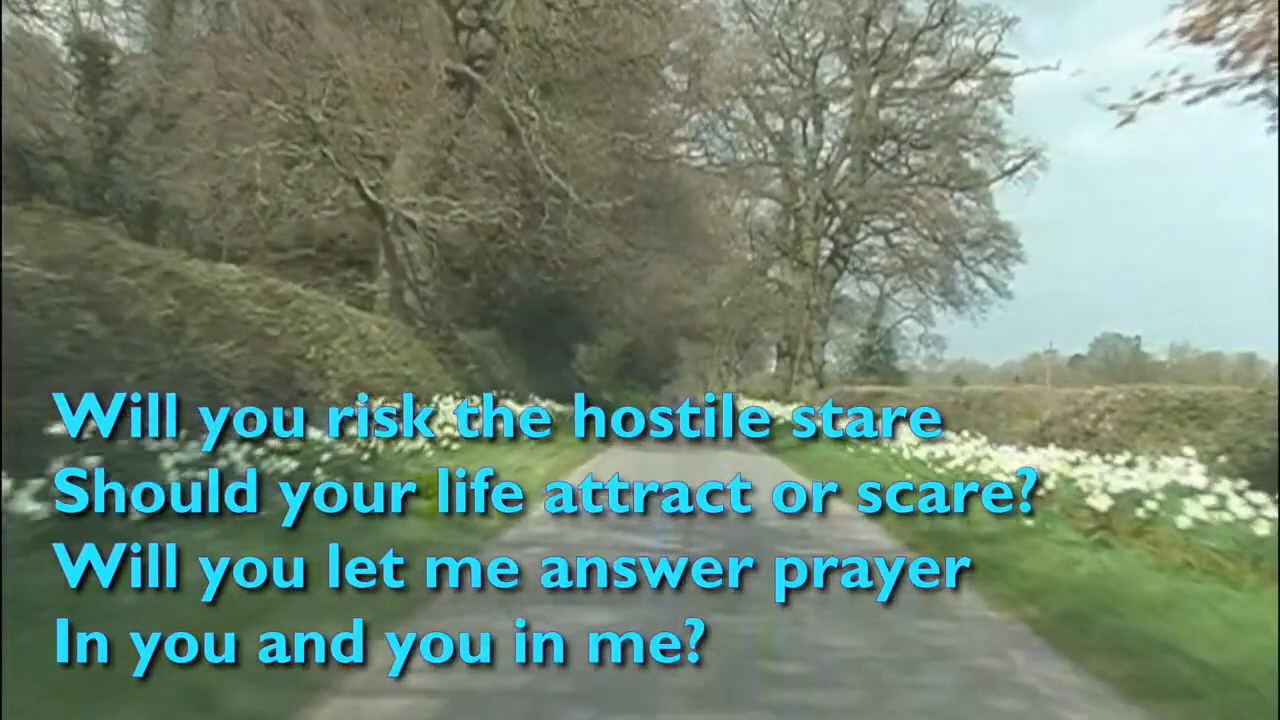 Will you risk the hostile stare
Should your life attract or scare?
Will you let me answer prayer
In you and you in me?